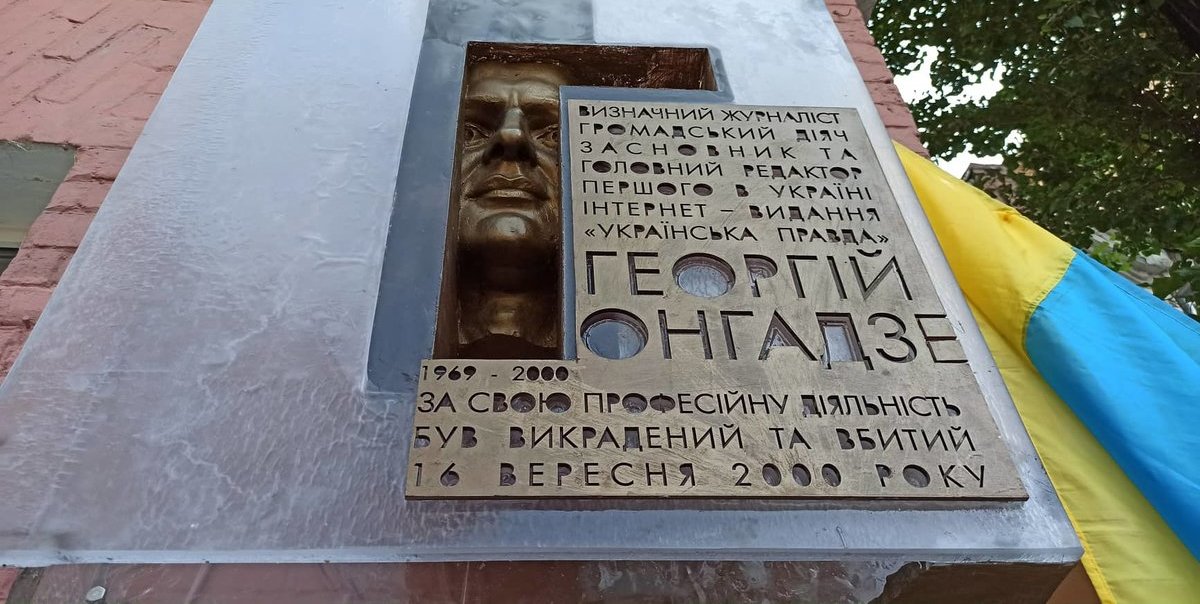 ВИЗНАЧНИЙ ЖУРНАЛІСТ
ГРОМАДСЬКИЙ ДІЯЧ
ЗАСНОВНИК ТА
ГОЛОВНИЙ РЕДАКТОР
ПЕРШОГО В УКРАЇНІ
ІНТЕРНЕТ – ВИДАННЯ
«УКРАЇНСЬКА ПРАВДА»
ГЕОРГІЙ
ОНГАДЗЕ
1969 - 2000
ЗА СВОЮ ПРОФЕСІЙНУ ДІЯЛЬНІСТЬ
БУВ ВИКРАДЕНИЙ ТА ВБИТИЙ
16 ВЕРЕСНЯ 2000 РОКУ